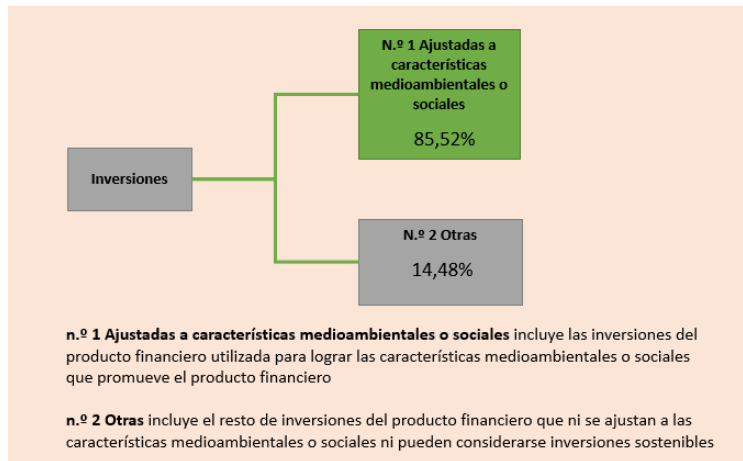 N.º 1 Ajustadas a
características
medioambientales o
sociales
85,52%
Inversiones
N.º 2 Otras
14,48%
n.º 1 Ajustadas a características medioambientales o sociales incluye las inversiones del
producto financiero utilizada para lograr las características medioambientales o sociales
que promueve el producto financiero
n.º 2 Otras incluye el resto de inversiones del producto financiero que ni se ajustan a las
características medioambientales o sociales ni pueden considerarse inversiones sostenibles